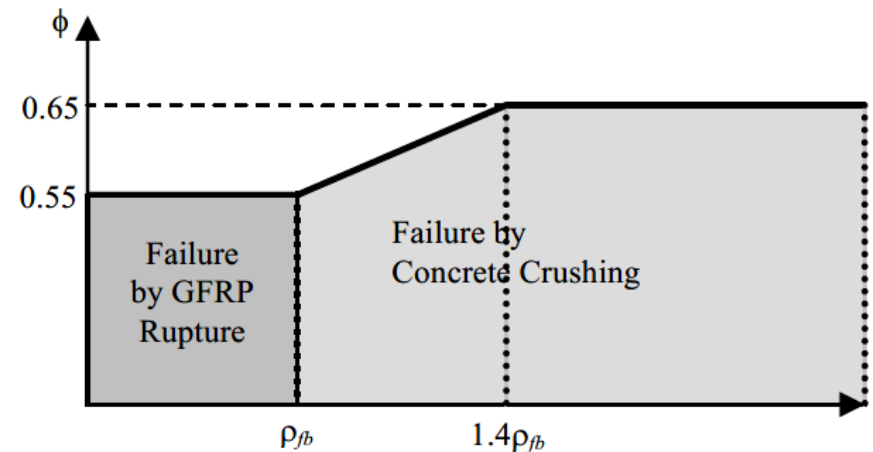 ϕ
0.65
0.55
Failure
by GFRP
Rupture
Failure by
Concrete Crushing
ρfb
1.4ρfb